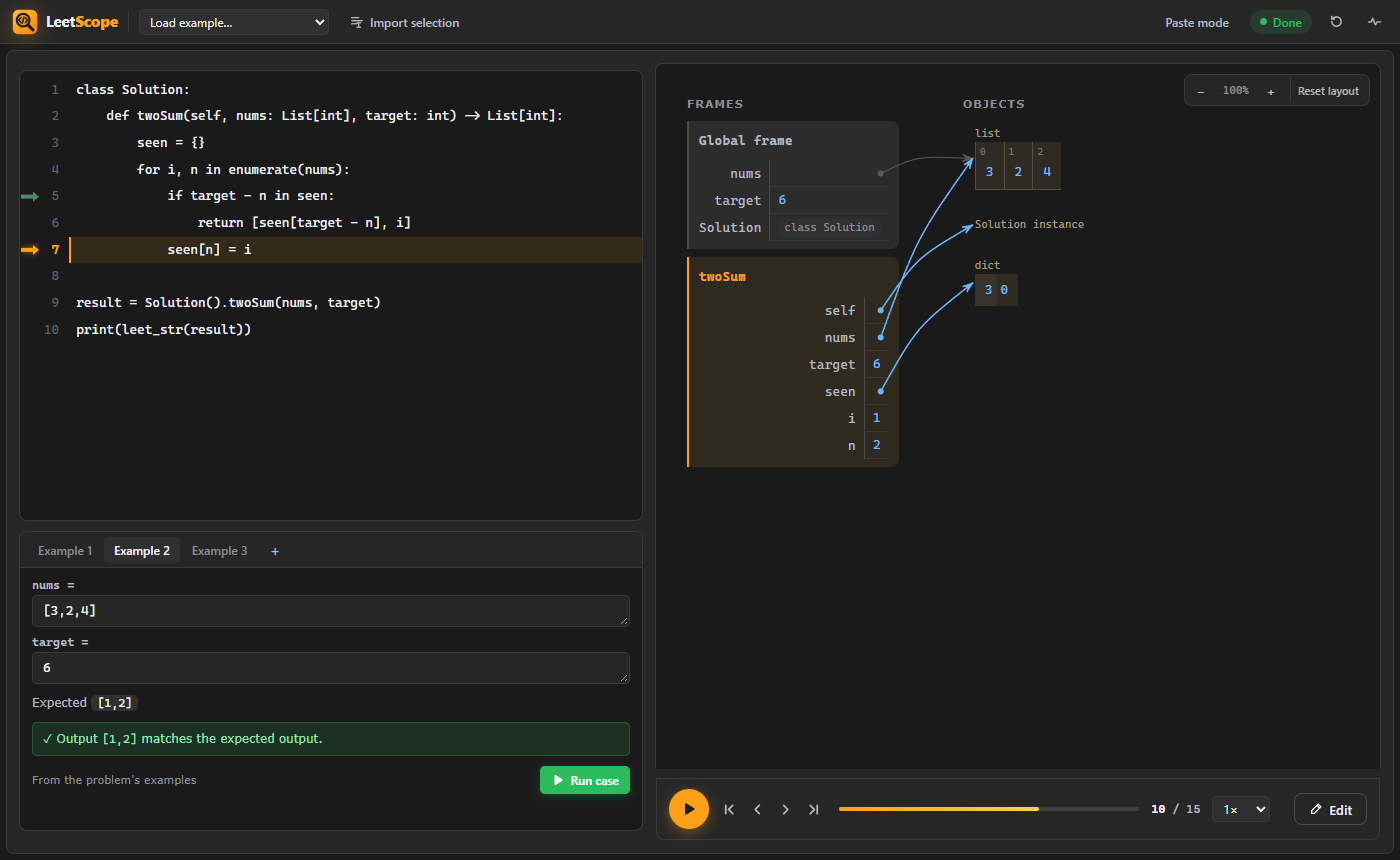 LeetScope
Load example...
Import selection
Paste mode
Done
1 class Solution:
2 def twoSum(self, nums: List[int], target: int) -> List[int]:
3 seen = {}
4 for i, n in enumerate(nums):
5 if target - n in seen:
6 return [seen[target - n], i]
7 seen[n] = i
8
9 result = Solution().twoSum(nums, target)
10 print(leet_str(result))
Example 1
Example 2
Example 3
+
nums =
[3,2,4]
target =
6
Expected [1,2]
✓ Output [1,2] matches the expected output.
From the problem's examples
Run case
− 100% + Reset layout
FRAMES
Global frame
nums
target 6
Solution class Solution
twoSum
self
nums
target 6
seen
i 1
n 2
OBJECTS
list
0 1 2
3 2 4
Solution instance
dict
3 0
10 / 15
1×
Edit